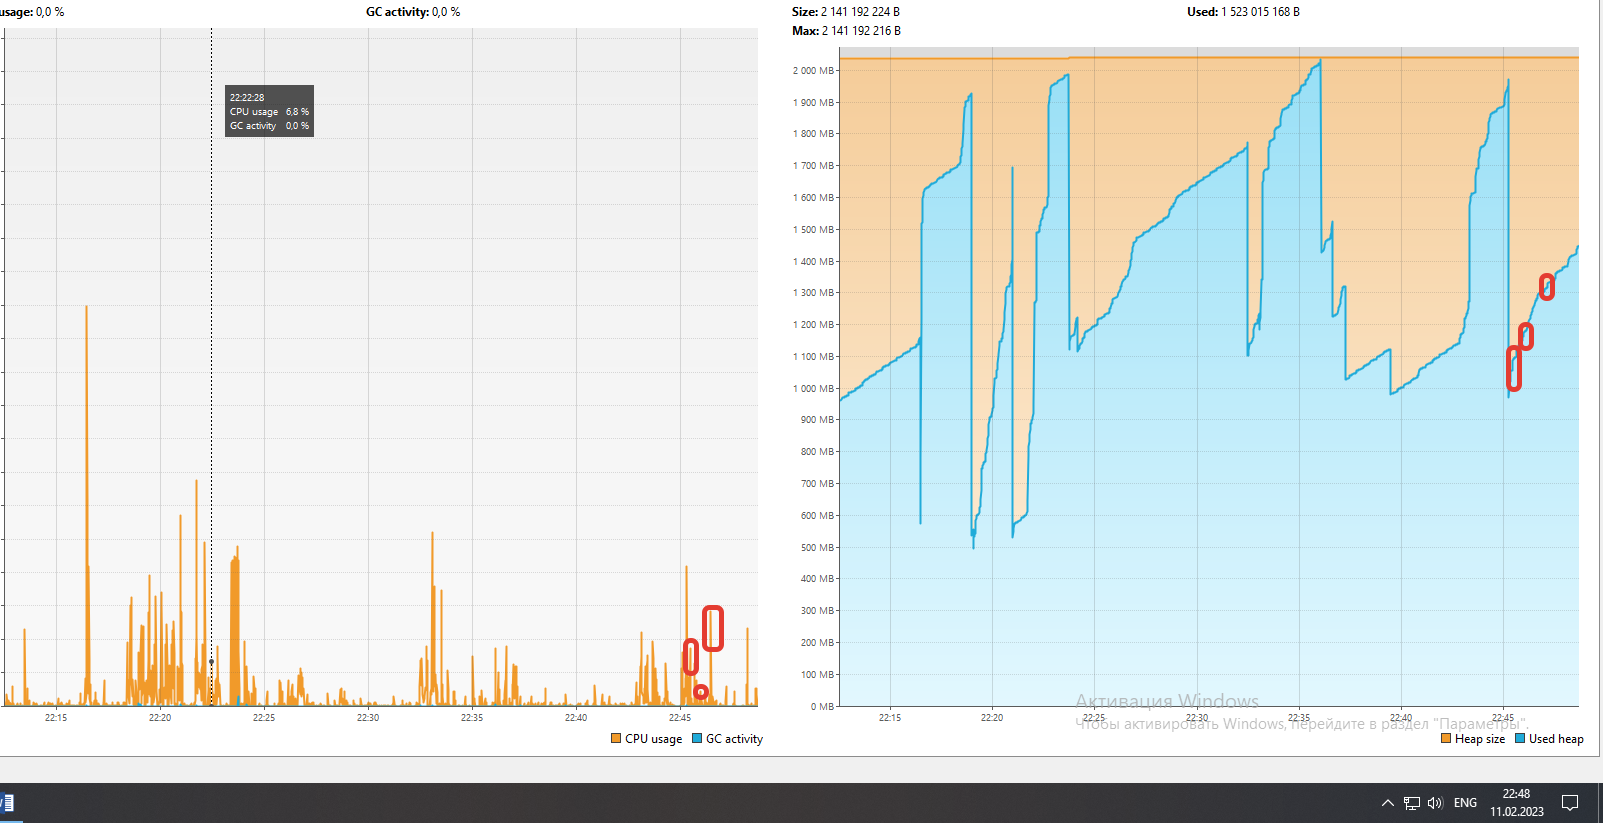 usage: 0,0 %
GC activity: 0,0 %
Size: 2 141 192 224 B
Used: 1 523 015 168 B
Max: 2 141 192 216 B
22:22:28
CPU usage 6,8 %
GC activity 0,0 %
22:15
22:20
22:25
22:30
22:35
22:40
22:45
CPU usage
GC activity
2 000 MB
1 900 MB
1 800 MB
1 700 MB
1 600 MB
1 500 MB
1 400 MB
1 300 MB
1 200 MB
1 100 MB
1 000 MB
900 MB
800 MB
700 MB
600 MB
500 MB
400 MB
300 MB
200 MB
100 MB
0 MB
22:15
22:20
22:25
22:30
22:35
22:40
22:45
Активация Windows
Чтобы активировать Windows, перейдите в раздел "Параметры".
Heap size
Used heap
W
ENG
22:48
11.02.2023